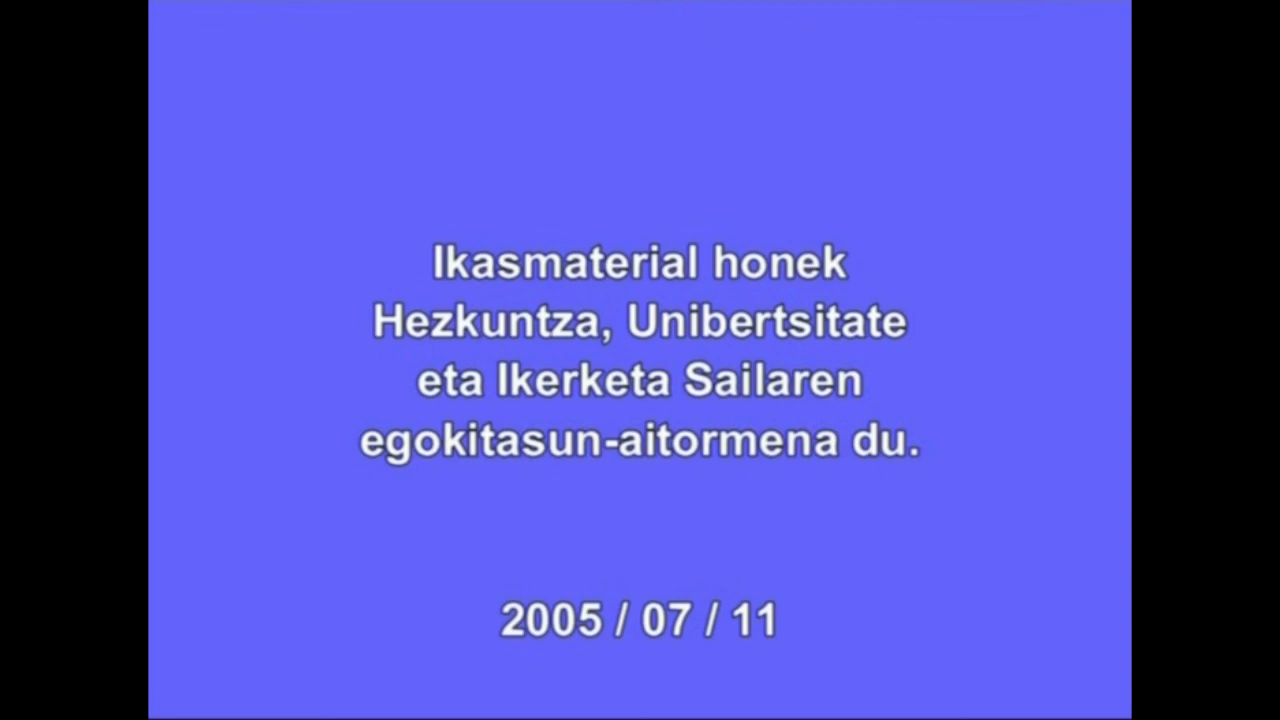 Ikasmaterial honek
Hezkuntza, Unibertsitate
eta Ikerketa Sailaren
egokitasun-aitormena du.
2005 / 07 / 11